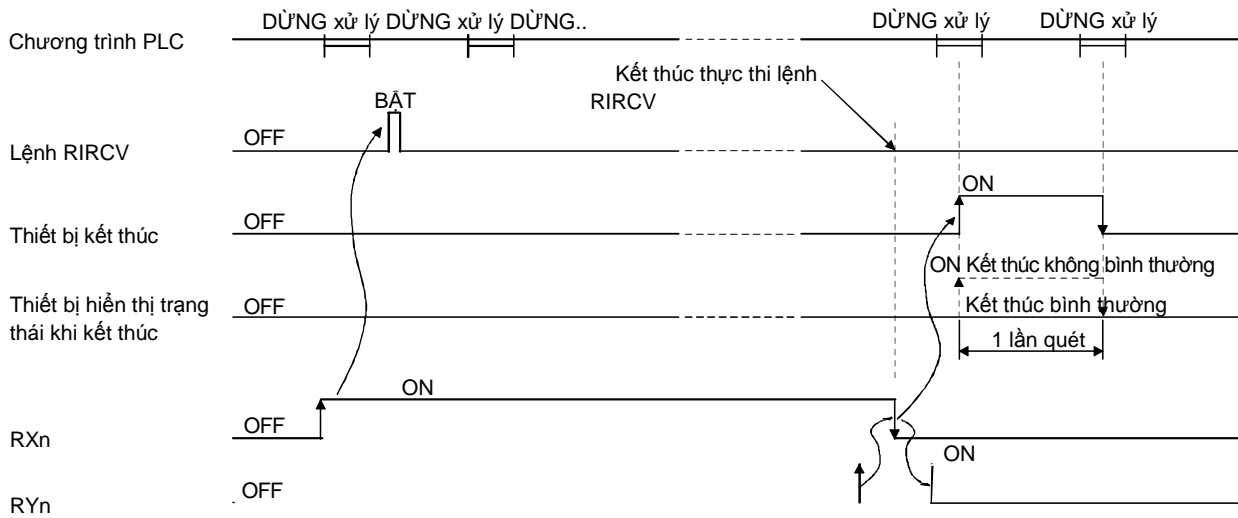 DỪNG xử lý DỪNG xử lý DỪNG..
DỪNG xử lý
DỪNG xử lý
Chương trình PLC
Kết thúc thực thi lệnh
RIRCV
BẬT
OFF
Lệnh RIRCV
ON
OFF
Thiết bị kết thúc
ON Kết thúc không bình thường
Thiết bị hiển thị trạng
thái khi kết thúc
OFF
Kết thúc bình thường
1 lần quét
ON
OFF
RXn
ON
OFF
RYn